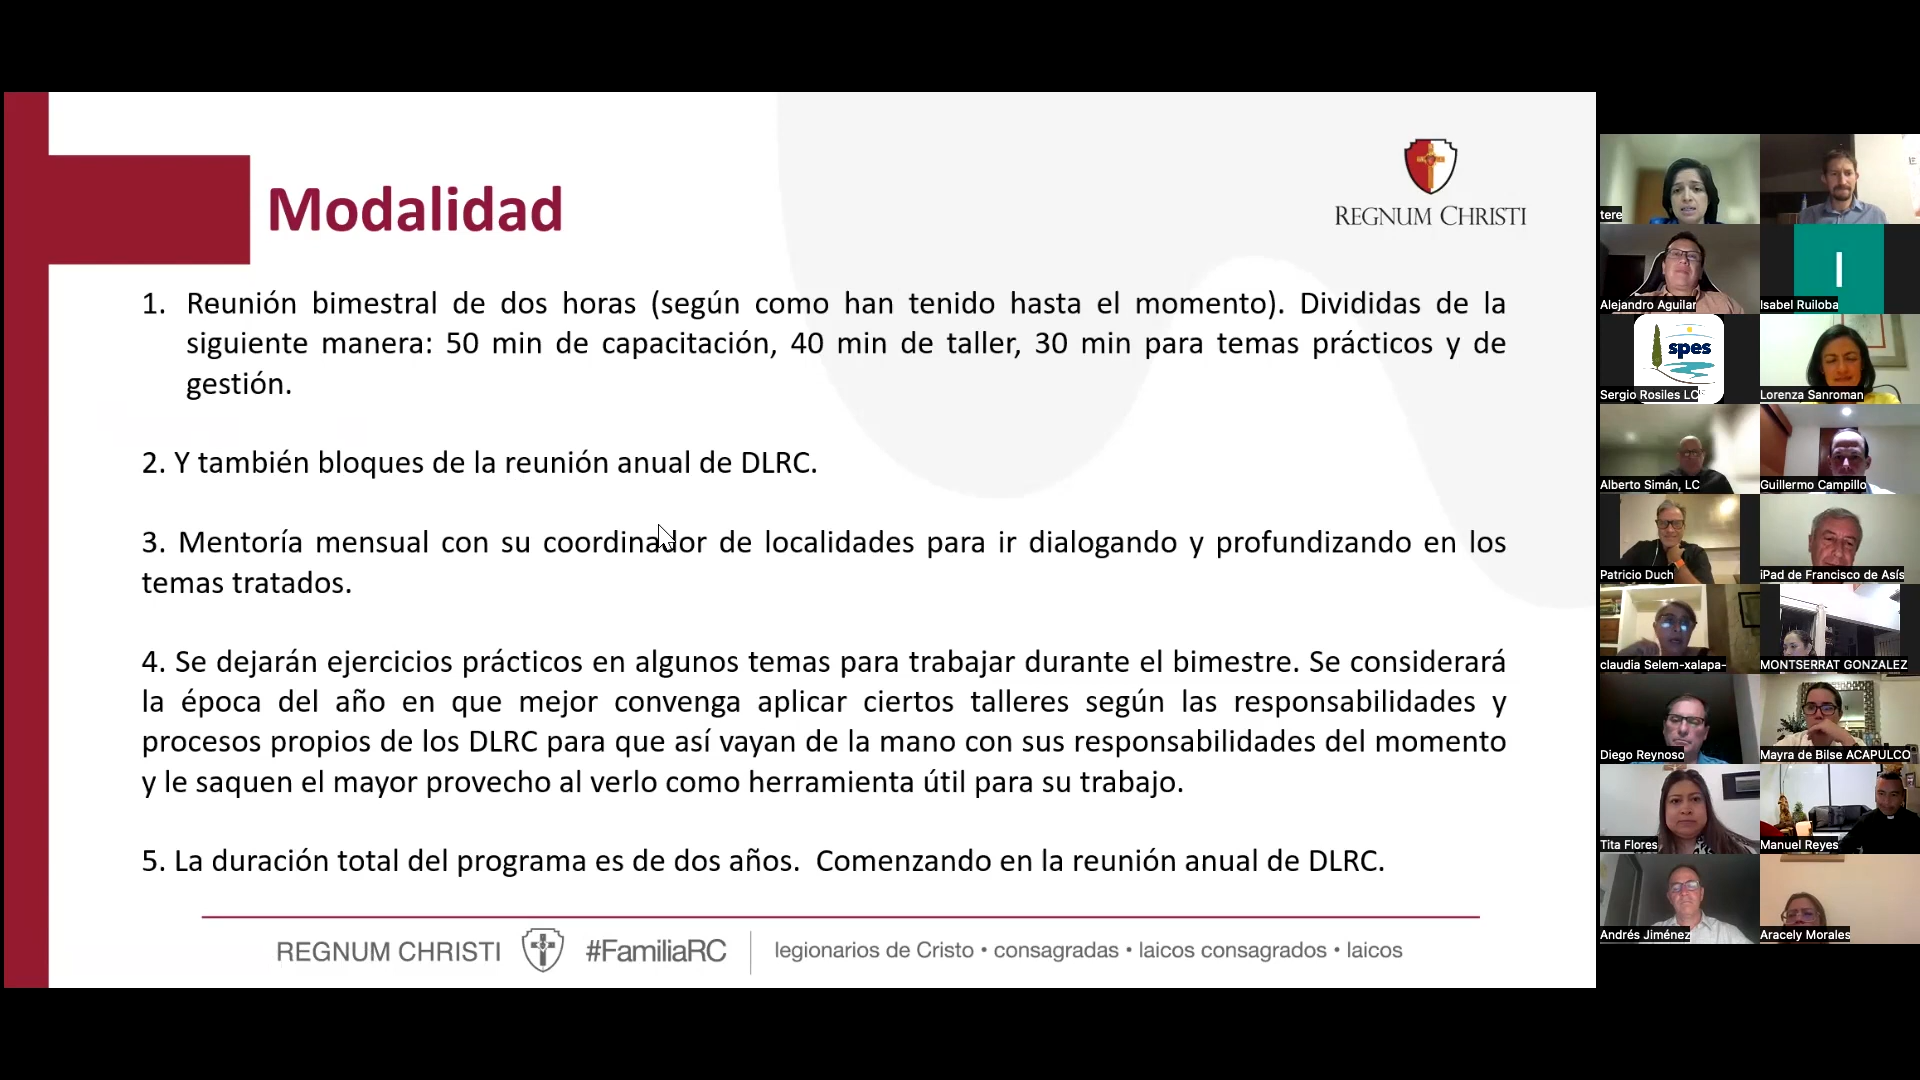 Modalidad
REGNUM CHRISTI
1. Reunión bimestral de dos horas (según como han tenido hasta el momento). Divididas de la
siguiente manera: 50 min de capacitación, 40 min de taller, 30 min para temas prácticos y de
gestión.
2. Y también bloques de la reunión anual de DLRC.
3. Mentoría mensual con su coordinador de localidades para ir dialogando y profundizando en los
temas tratados.
4. Se dejarán ejercicios prácticos en algunos temas para trabajar durante el bimestre. Se considerará
la época del año en que mejor convenga aplicar ciertos talleres según las responsabilidades y
procesos propios de los DLRC para que así vayan de la mano con sus responsabilidades del momento
y le saquen el mayor provecho al verlo como herramienta útil para su trabajo.
5. La duración total del programa es de dos años. Comenzando en la reunión anual de DLRC.
REGNUM CHRISTI #FamiliaRC legionarios de Cristo • consagradas • laicos consagrados • laicos
tere
Alejandro Aguilar
I
Isabel Ruiloba
spes
Sergio Rosiles LC
Lorenza Sanroman
Alberto Simán, LC
Guillermo Campillo
Patricio Duch
iPad de Francisco de Asís
claudia Selem-xalapa-
MONTSERRAT GONZALEZ
Diego Reynoso
Mayra de Bilse ACAPULCO
Tita Flores
Manuel Reyes
Andrés Jiménez
Aracely Morales